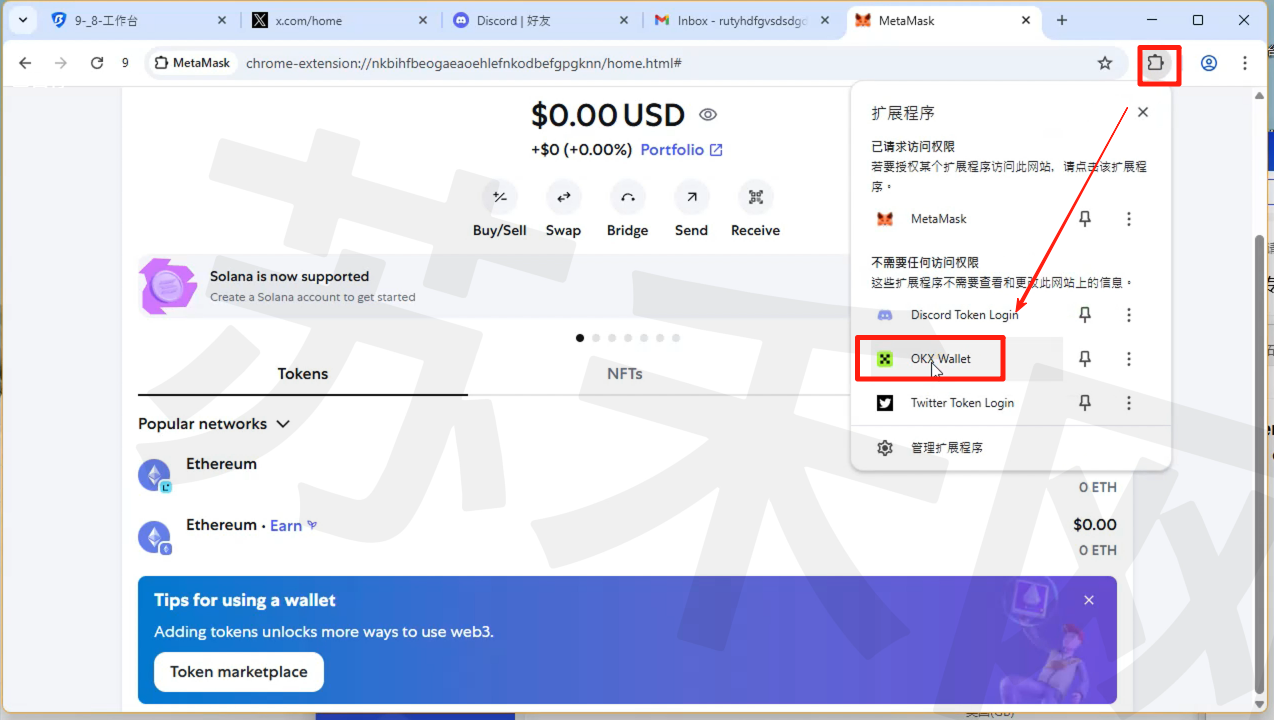 9-_8-工作台
x.com/home
Discord | 好友
Inbox - rutyhdfgvsdsdgd
MetaMask
9
MetaMask
chrome-extension://nkbihfbeogaeaoehlefnkodbefgpgknn/home.html#
$0.00 USD
+$0 (+0.00%) Portfolio
Buy/Sell
Swap
Bridge
Send
Receive
Solana is now supported
Create a Solana account to get started
Tokens
NFTs
Popular networks
Ethereum
0 ETH
Ethereum • Earn
$0.00
0 ETH
Tips for using a wallet
Adding tokens unlocks more ways to use web3.
Token marketplace
扩展程序
已请求访问权限
若要授权某个扩展程序访问此网站，请点击该扩展程
序。
MetaMask
不需要任何访问权限
这些扩展程序不需要查看和更改此网站上的信息。
Discord Token Login
OKX Wallet
Twitter Token Login
管理扩展程序
苏禾网